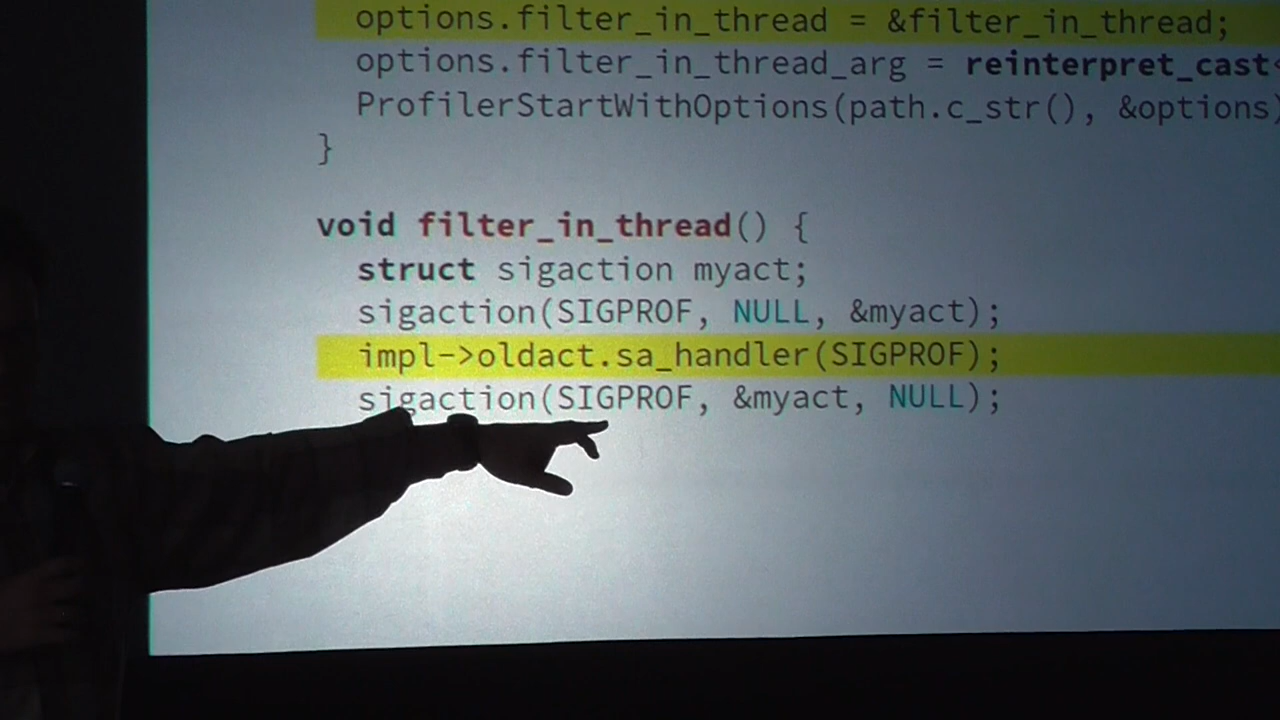 options.filter_in_thread = &filter_in_thread;
options.filter_in_thread_arg = reinterpret_cast<
ProfilerStartWithOptions(path.c_str(), &options)
}
void filter_in_thread() {
struct sigaction myact;
sigaction(SIGPROF, NULL, &myact);
impl->oldact.sa_handler(SIGPROF);
sigaction(SIGPROF, &myact, NULL);